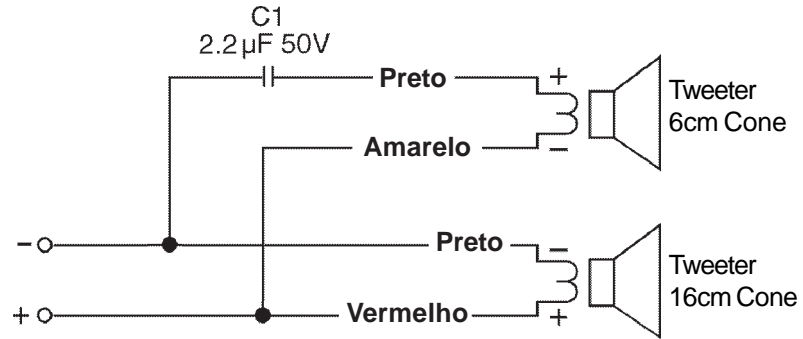 C1
2.2µF 50V
Preto +
Tweeter
6cm Cone
Amarelo –
– Preto –
Tweeter
16cm Cone
+ Vermelho +